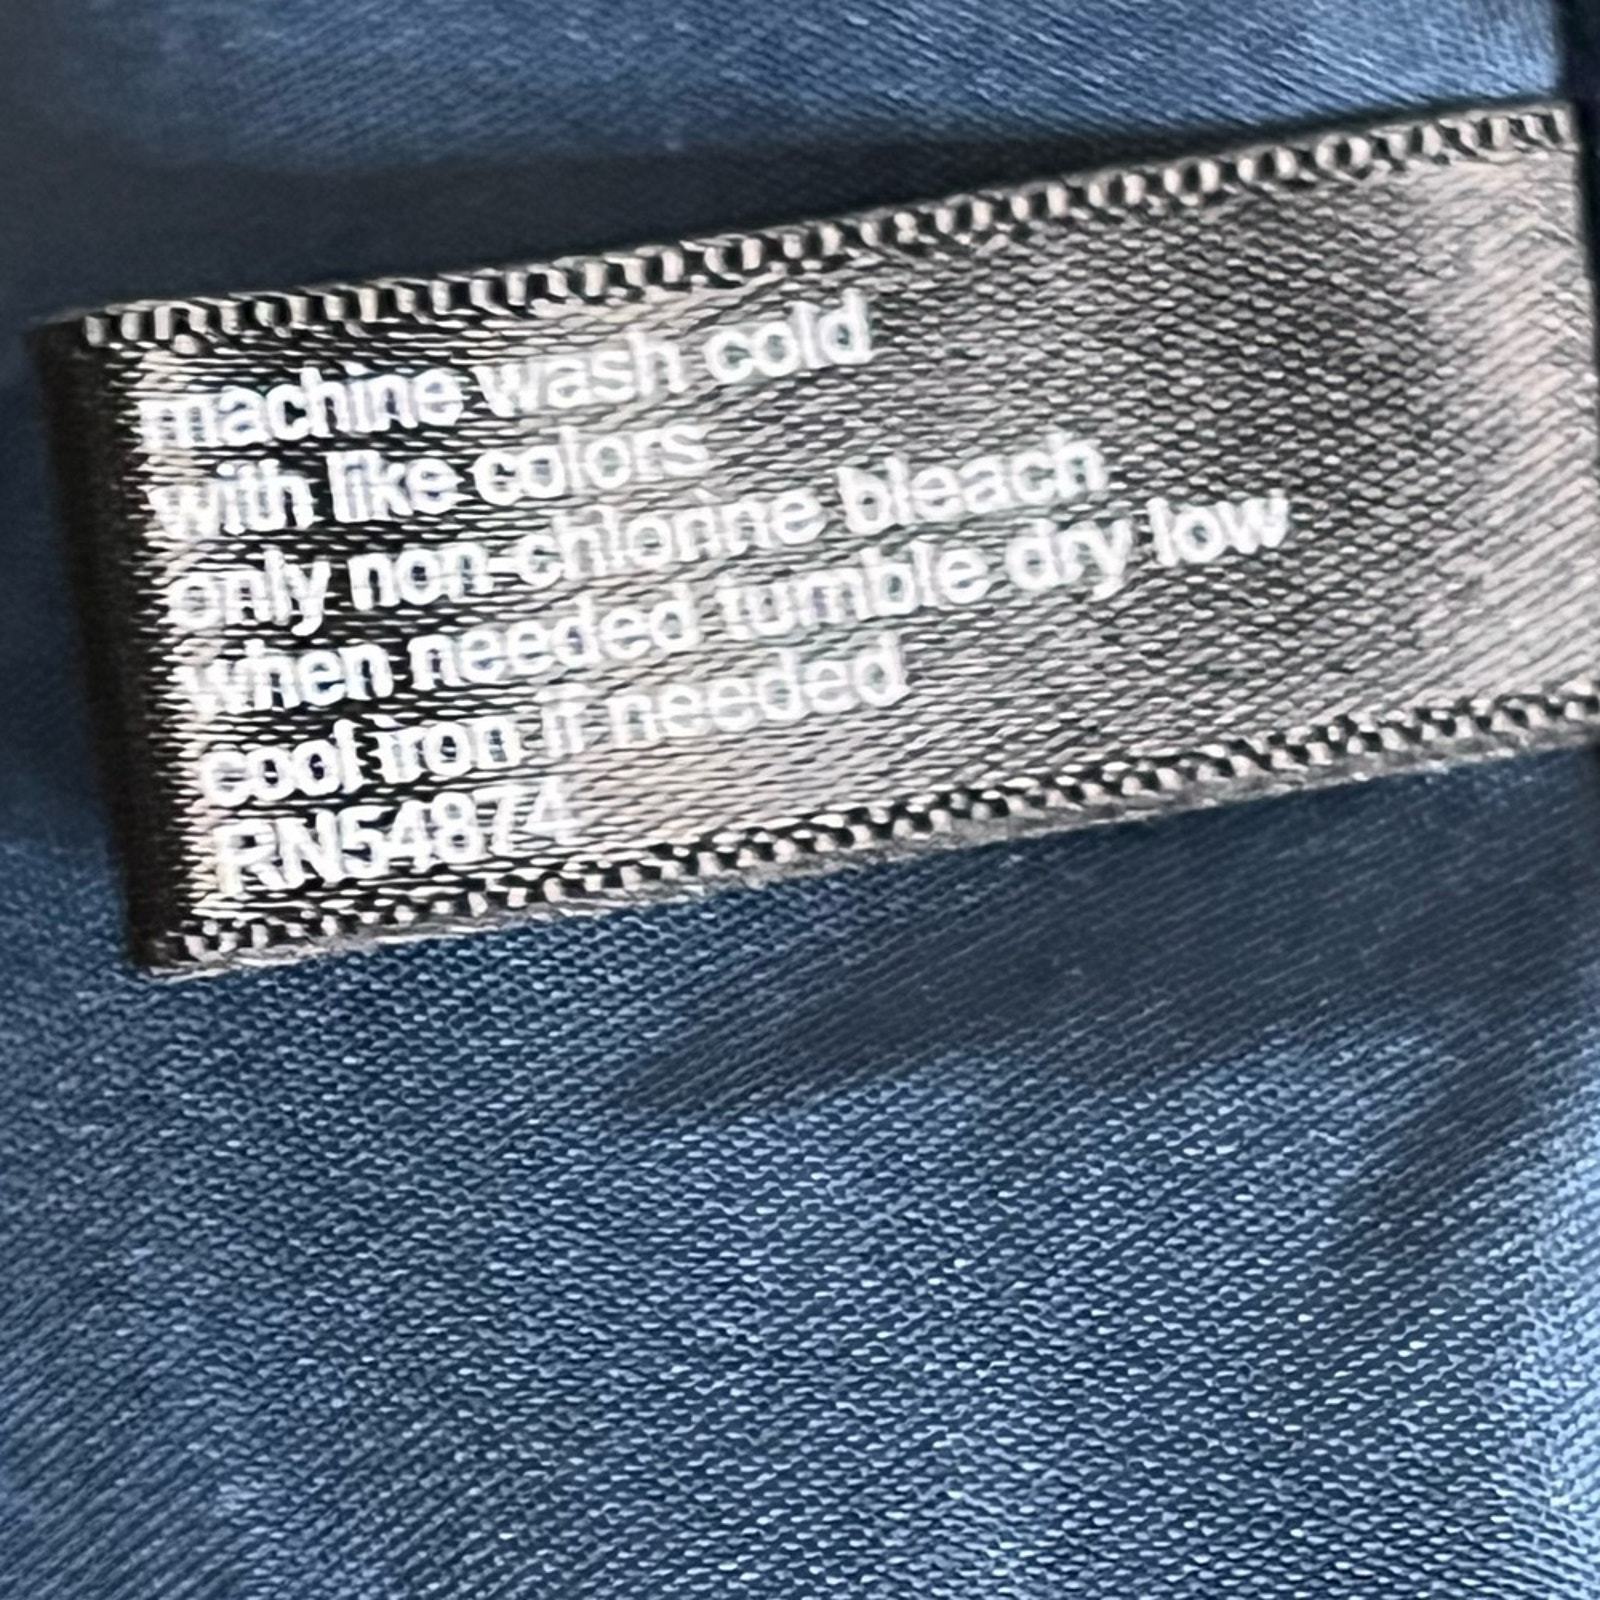 machine wash cold
with like colors
only non-chlorine bleach
when needed tumble dry low
cool iron if needed
RN54874